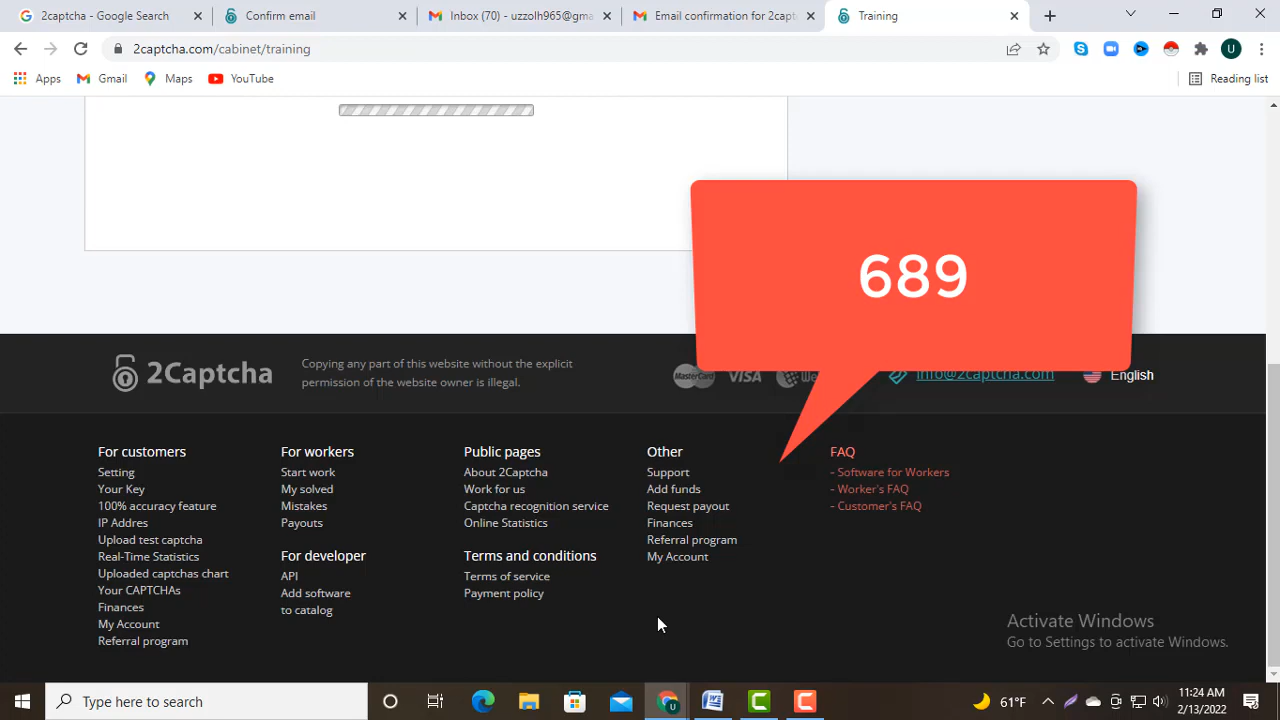 2captcha - Google Search
Confirm email
Inbox (70) - uzzolh965@gma
Email confirmation for 2capt
Training
2captcha.com/cabinet/training
U
Apps
Gmail
Maps
YouTube
Reading list
689
2Captcha
Copying any part of this website without the explicit
permission of the website owner is illegal.
MasterCard
VISA
We
info@2captcha.com
English
For customers
Setting
Your Key
100% accuracy feature
IP Addres
Upload test captcha
Real-Time Statistics
Uploaded captchas chart
Your CAPTCHAs
Finances
My Account
Referral program
For workers
Start work
My solved
Mistakes
Payouts
For developer
API
Add software
to catalog
Public pages
About 2Captcha
Work for us
Captcha recognition service
Online Statistics
Terms and conditions
Terms of service
Payment policy
Other
Support
Add funds
Request payout
Finances
Referral program
My Account
FAQ
- Software for Workers
- Worker's FAQ
- Customer's FAQ
Activate Windows
Go to Settings to activate Windows.
Type here to search
61°F
11:24 AM
2/13/2022